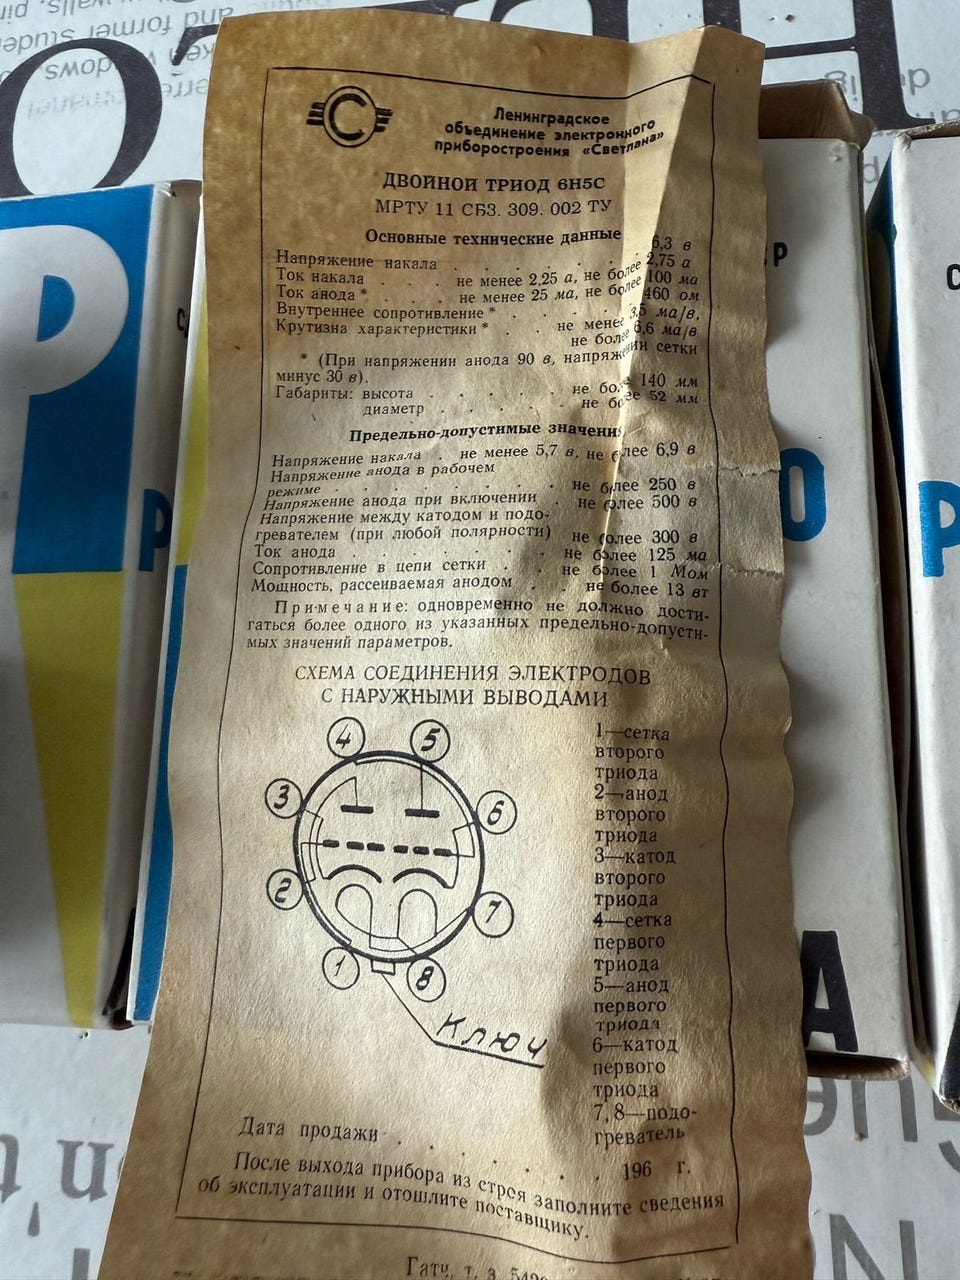 Ленинградское
объединение электронного
приборостроения «Светлана»
ДВОЙНОЙ ТРИОД 6Н5С
МРТУ 11 СБ3. 309. 002 ТУ
Основные технические данные
Напряжение накала . . . . . . 6,3 в
Ток накала . . . не менее 2,25 а, не более 2,75 а
Ток анода * . . не менее 25 ма, не более 100 ма
Внутреннее сопротивление * . . . . 460 ом
Крутизна характеристики * . . не менее 3,5 ма/в,
не более 6,6 ма/в
* (При напряжении анода 90 в, напряжении сетки
минус 30 в).
Габариты: высота . . . . . не более 140 мм
диаметр . . . . . не более 52 мм
Предельно-допустимые значения
Напряжение накала . не менее 5,7 в, не более 6,9 в
Напряжение анода в рабочем
режиме . . . . . . . не более 250 в
Напряжение анода при включении . не более 500 в
Напряжение между катодом и подо-
гревателем (при любой полярности) не более 300 в
Ток анода . . . . . . . не более 125 ма
Сопротивление в цепи сетки . . не более 1 Мом
Мощность, рассеиваемая анодом . не более 13 вт
Примечание: одновременно не должно дости-
гаться более одного из указанных предельно-допусти-
мых значений параметров.
СХЕМА СОЕДИНЕНИЯ ЭЛЕКТРОДОВ
С НАРУЖНЫМИ ВЫВОДАМИ
4 5
3 6
2 7
1 8
Ключ
1—сетка
второго
триода
2—анод
второго
триода
3—катод
второго
триода
4—сетка
первого
триода
5—анод
первого
триода
6—катод
первого
триода
7, 8—подо-
греватель
Дата продажи . . . . . . . 196 г.
После выхода прибора из строя заполните сведения
об эксплуатации и отошлите поставщику.
Гатч. т. з.